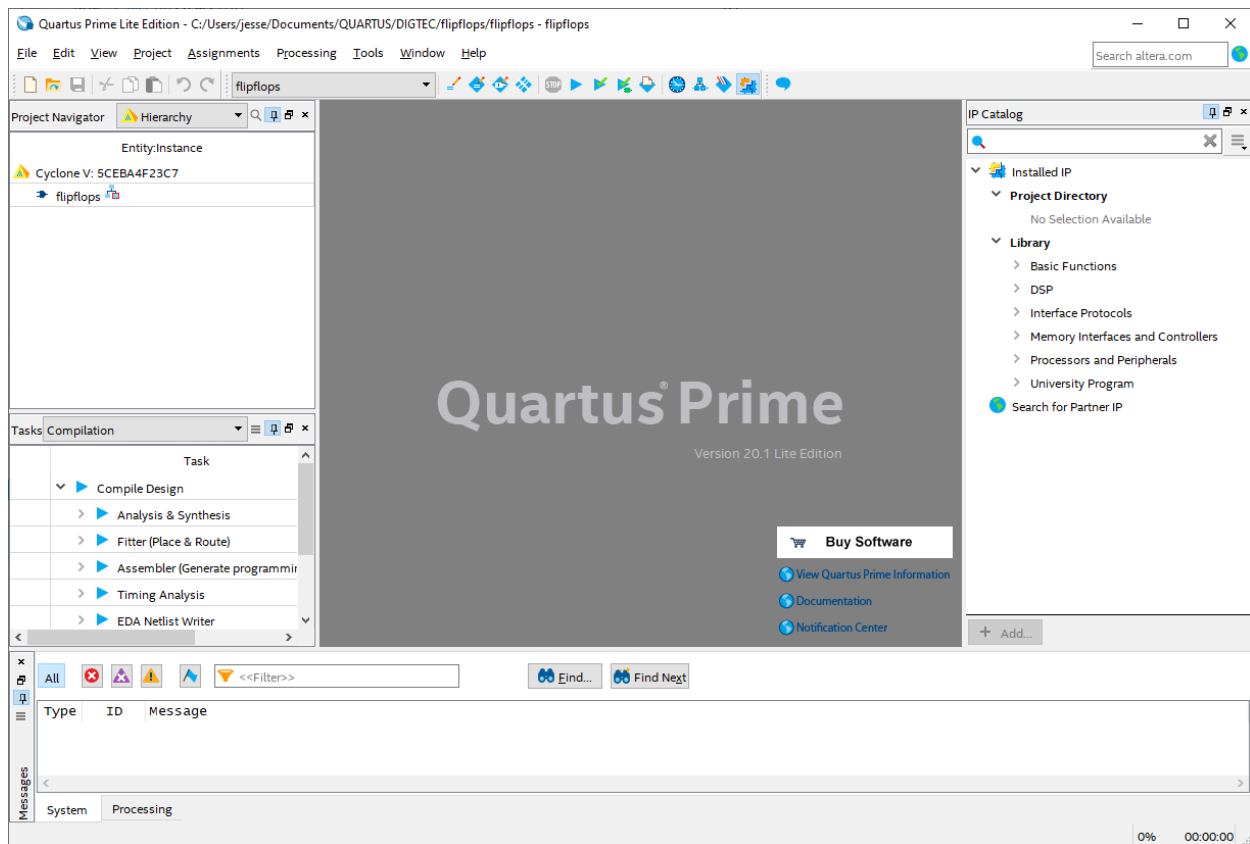 Quartus Prime Lite Edition - C:/Users/jesse/Documents/QUARTUS/DIGTEC/flipflops/flipflops - flipflops
File Edit View Project Assignments Processing Tools Window Help
Search altera.com
flipflops
STOP
Project Navigator Hierarchy
Entity:Instance
Cyclone V: 5CEBA4F23C7
flipflops
Tasks Compilation
Task
Compile Design
Analysis & Synthesis
Fitter (Place & Route)
Assembler (Generate programmin
Timing Analysis
EDA Netlist Writer
Quartus® Prime
Version 20.1 Lite Edition
Buy Software
View Quartus Prime Information
Documentation
Notification Center
IP Catalog
Installed IP
Project Directory
No Selection Available
Library
Basic Functions
DSP
Interface Protocols
Memory Interfaces and Controllers
Processors and Peripherals
University Program
Search for Partner IP
+ Add...
All <<Filter>> Find... Find Next
Type ID Message
Messages
System Processing
0% 00:00:00